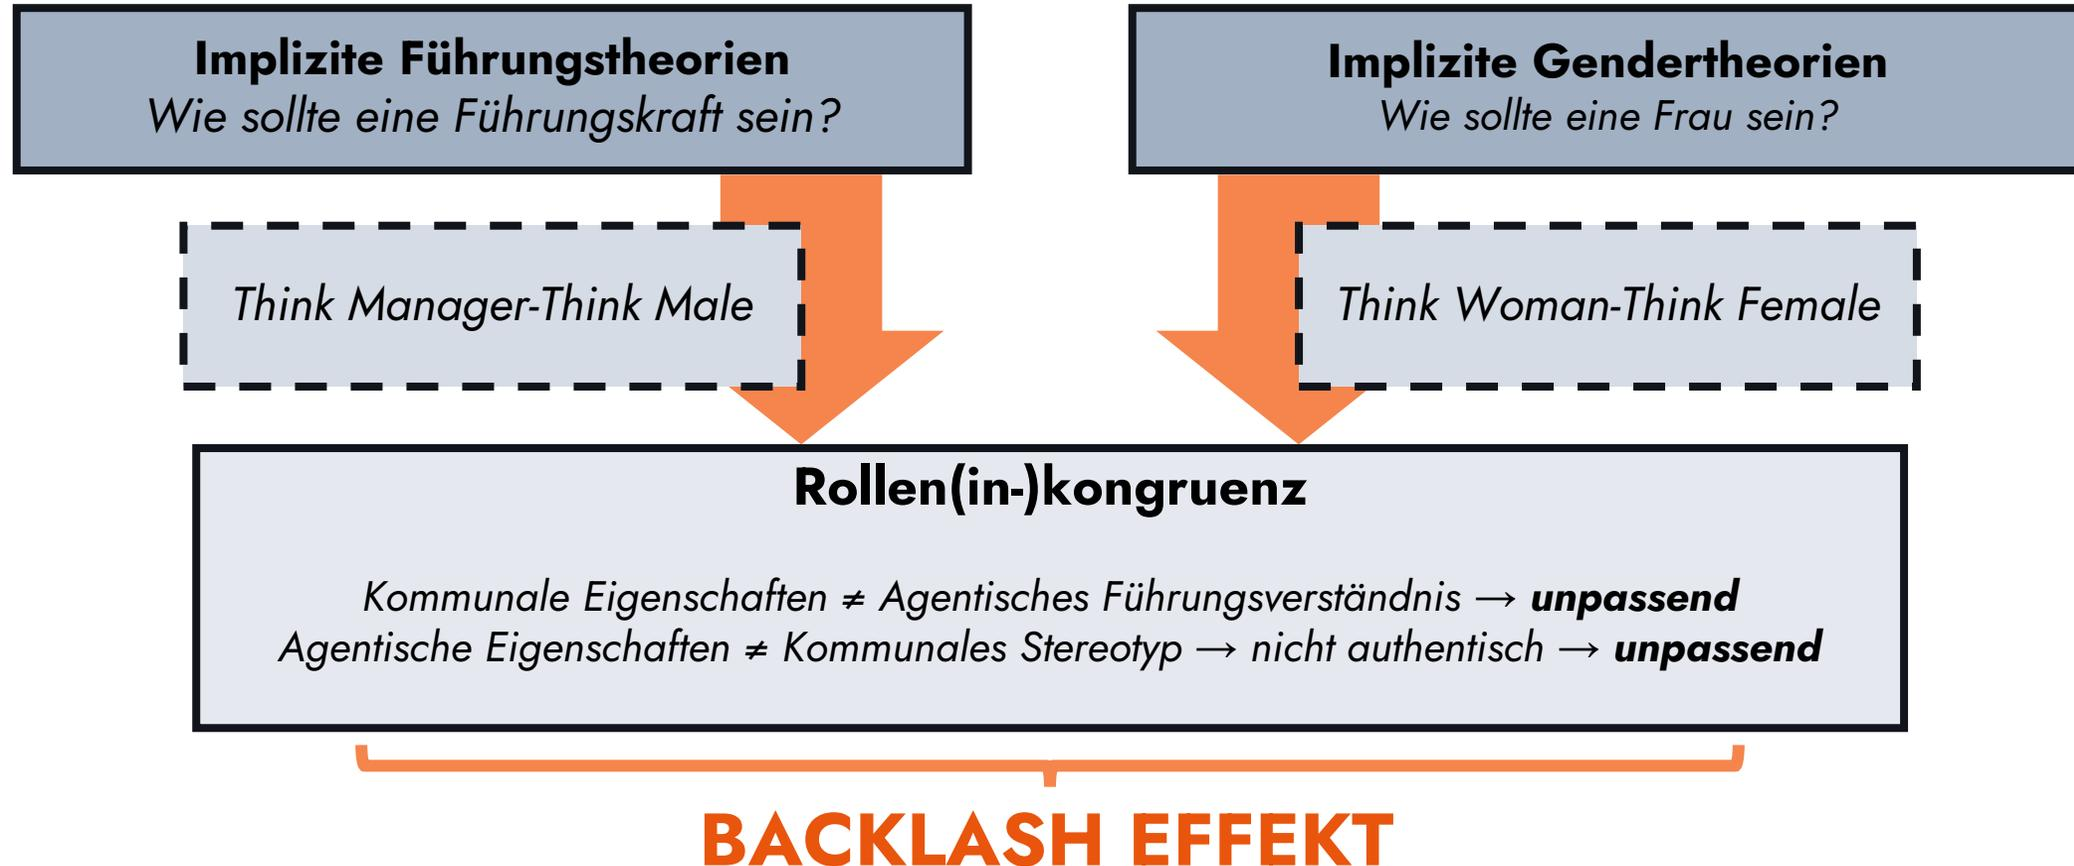 Implizite Führungstheorien
Wie sollte eine Führungskraft sein?
Implizite Gendertheorien
Wie sollte eine Frau sein?
Think Manager-Think Male
Think Woman-Think Female
Rollen(in-)kongruenz
Kommunale Eigenschaften ≠ Agentisches Führungsverständnis → unpassend
Agentische Eigenschaften ≠ Kommunales Stereotyp → nicht authentisch → unpassend
BACKLASH EFFEKT